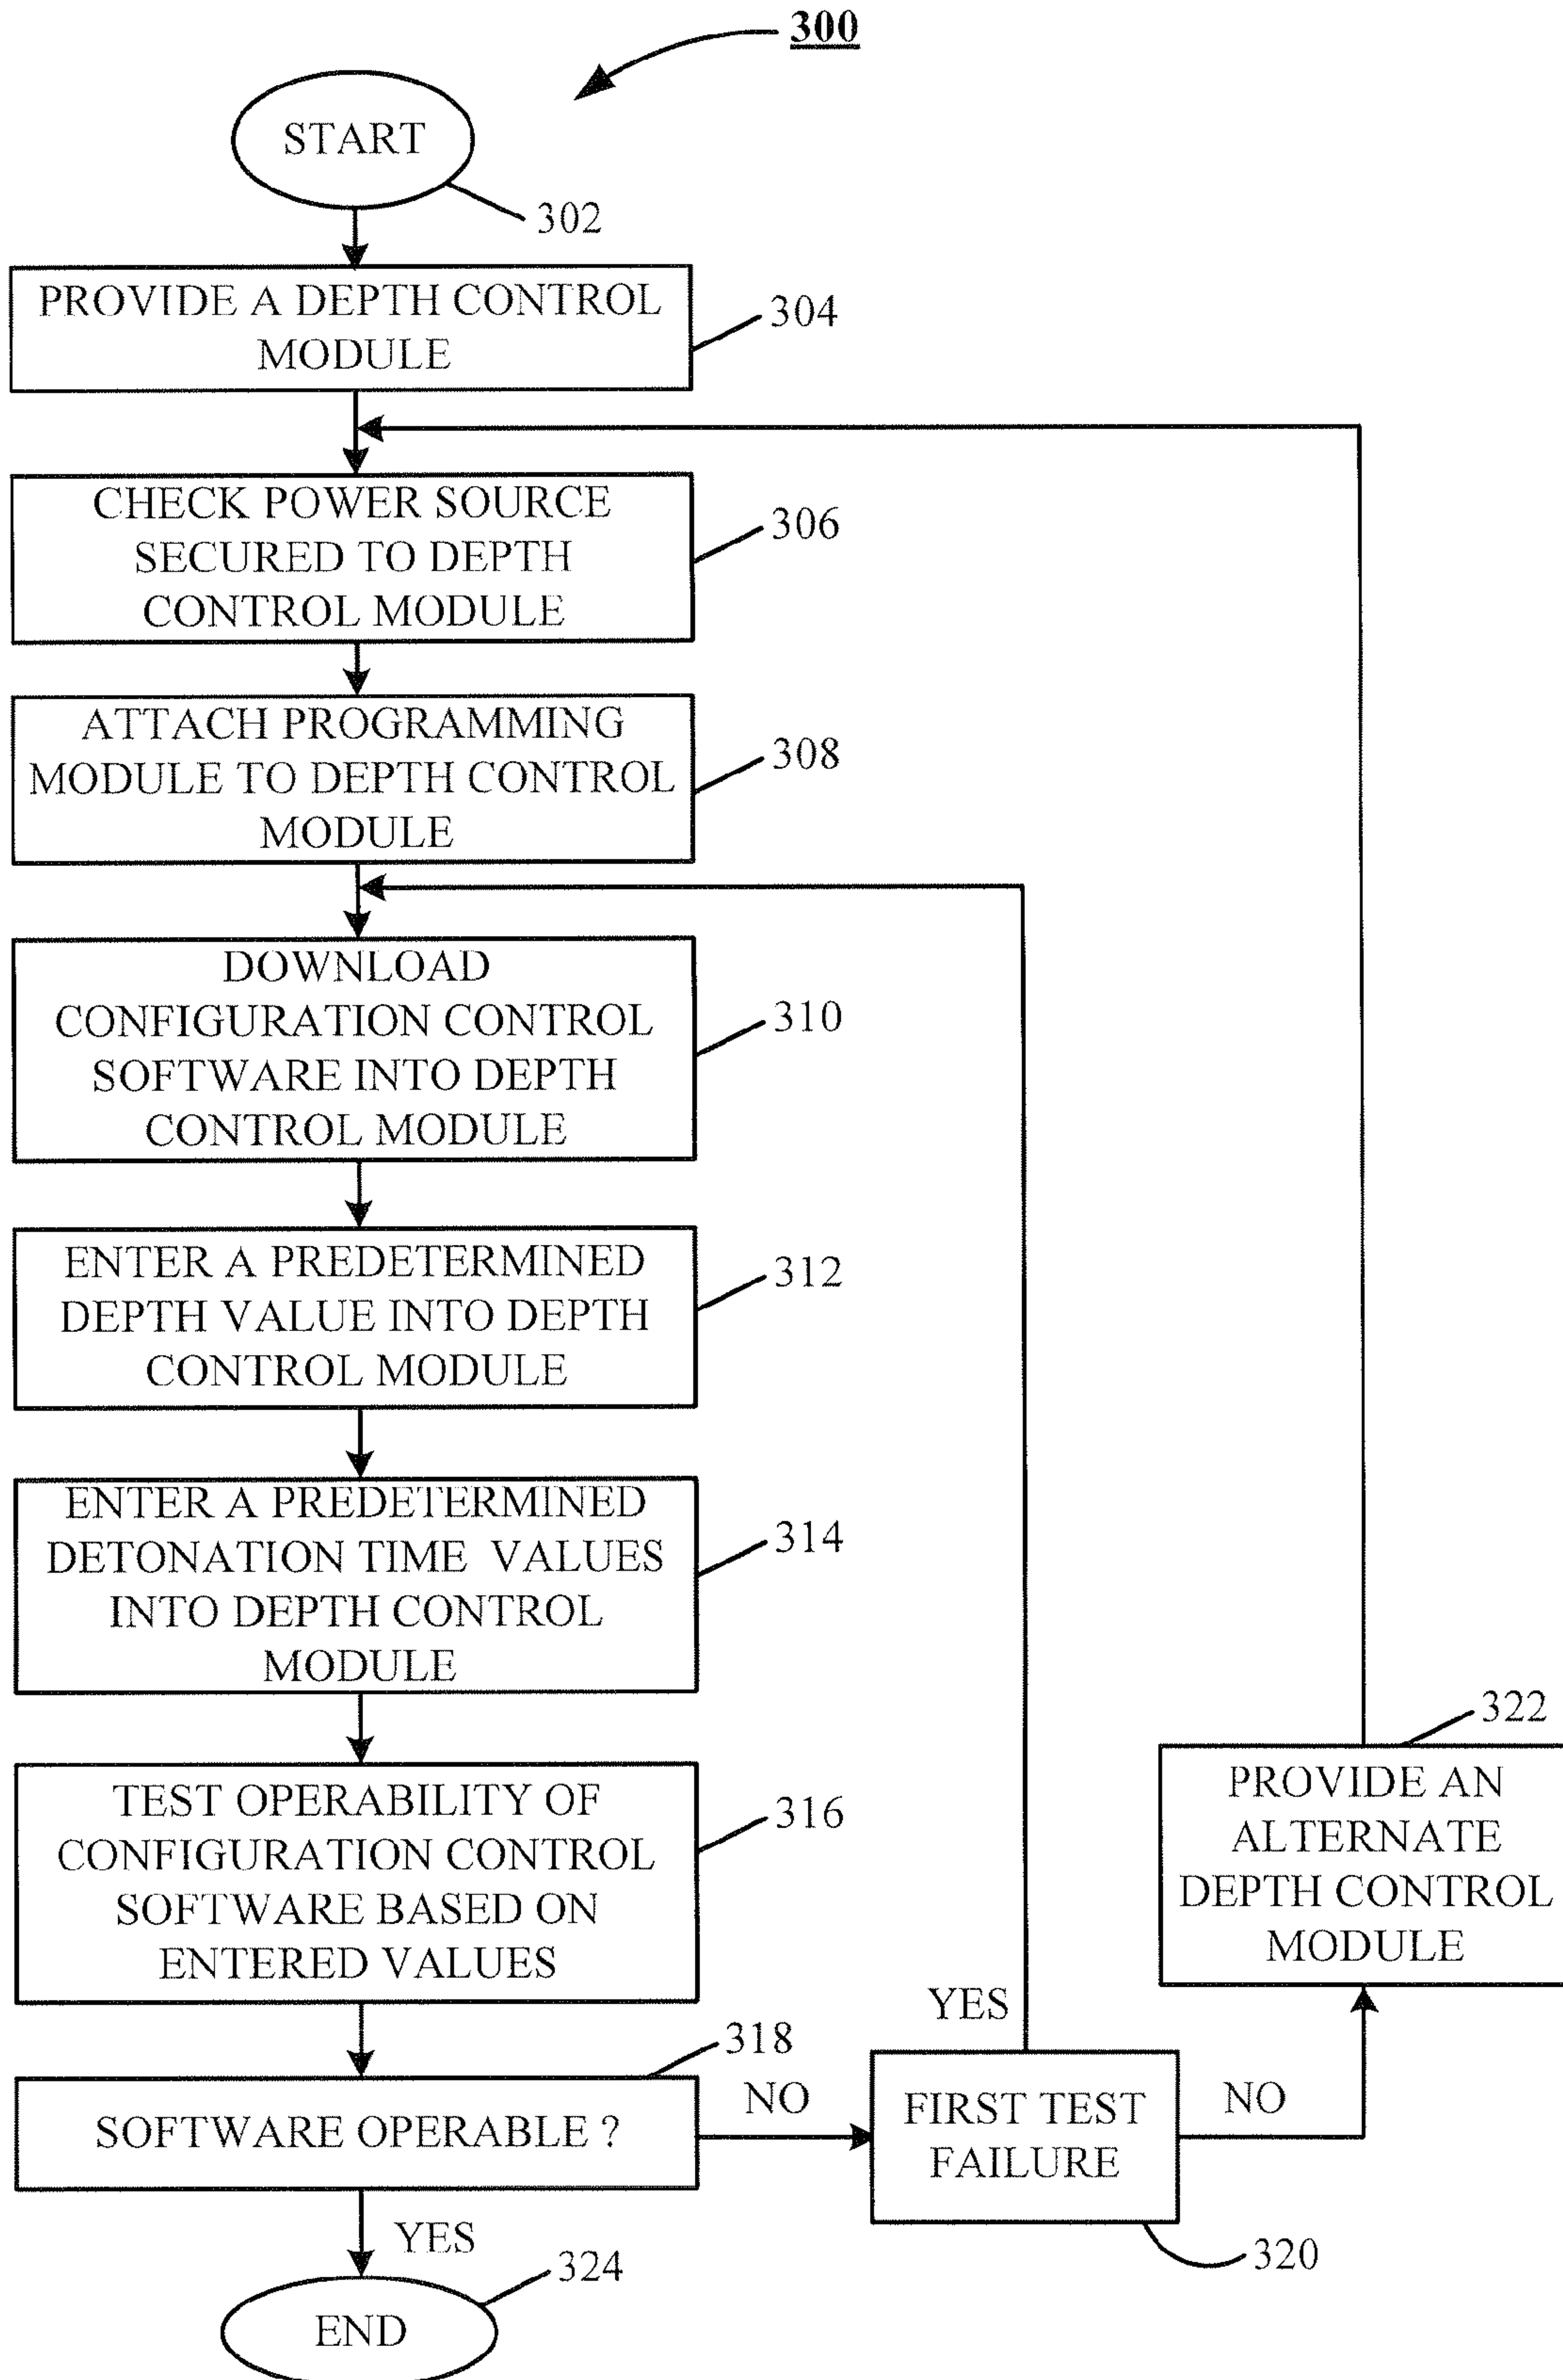 300
START
302
PROVIDE A DEPTH CONTROL
MODULE
304
CHECK POWER SOURCE
SECURED TO DEPTH
CONTROL MODULE
306
ATTACH PROGRAMMING
MODULE TO DEPTH CONTROL
MODULE
308
DOWNLOAD
CONFIGURATION CONTROL
SOFTWARE INTO DEPTH
CONTROL MODULE
310
ENTER A PREDETERMINED
DEPTH VALUE INTO DEPTH
CONTROL MODULE
312
ENTER A PREDETERMINED
DETONATION TIME VALUES
INTO DEPTH CONTROL
MODULE
314
TEST OPERABILITY OF
CONFIGURATION CONTROL
SOFTWARE BASED ON
ENTERED VALUES
316
322
PROVIDE AN
ALTERNATE
DEPTH CONTROL
MODULE
YES
318
SOFTWARE OPERABLE ?
NO
FIRST TEST
FAILURE
NO
320
YES
324
END